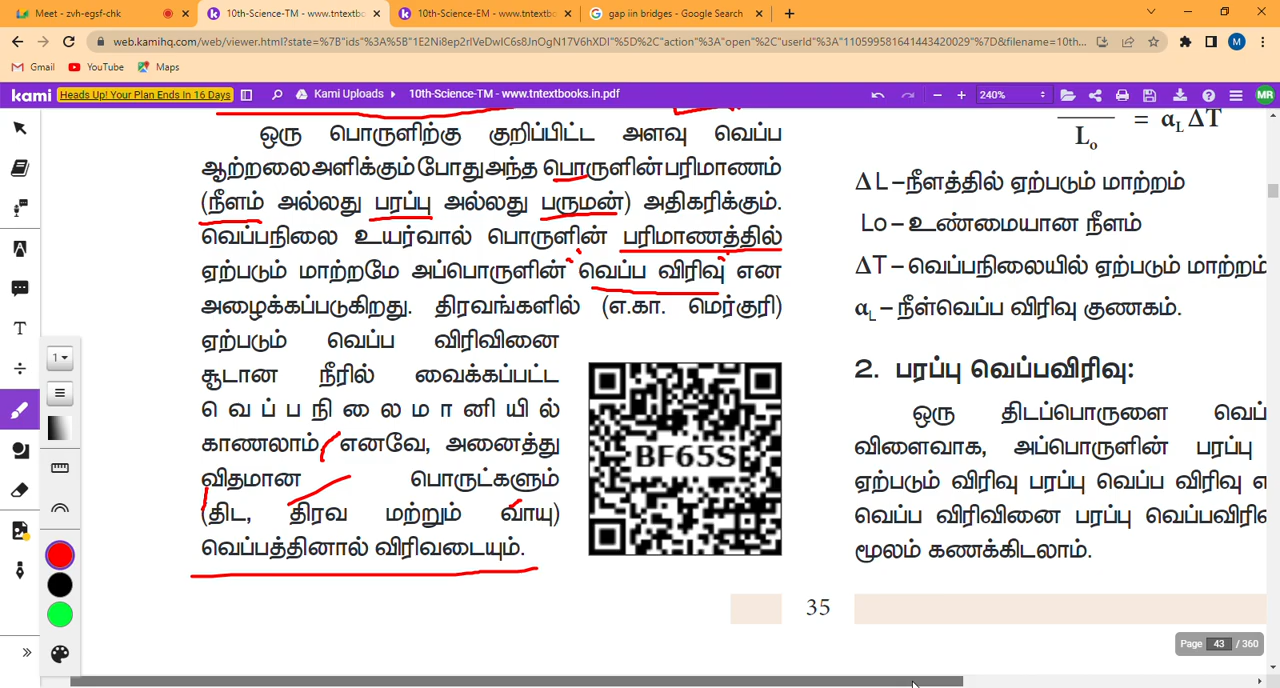 Meet - zvh-egsf-chk
10th-Science-TM - www.tntextbo
10th-Science-EM - www.tntextbc
gap iin bridges - Google Search
web.kamihq.com/web/viewer.html?state=%7B"ids"%3A%5B"1E2Ni8ep2rlVeDwIC6s8JnOgN17V6hXDI"%5D%2C"action"%3A"open"%2C"userId"%3A"110599581641443420029"%7D&filename=10th...
M
Gmail
YouTube
Maps
kami
Heads Up! Your Plan Ends In 16 Days
Kami Uploads
10th-Science-TM - www.tntextbooks.in.pdf
240%
MR
ஒரு பொருளிற்கு குறிப்பிட்ட அளவு வெப்ப
ஆற்றலை அளிக்கும் போது அந்த பொருளின் பரிமாணம்
(நீளம் அல்லது பரப்பு அல்லது பருமன்) அதிகரிக்கும்.
வெப்பநிலை உயர்வால் பொருளின் பரிமாணத்தில்
ஏற்படும் மாற்றமே அப்பொருளின் வெப்ப விரிவு என
அழைக்கப்படுகிறது. திரவங்களில் (எ.கா. மெர்குரி)
ஏற்படும் வெப்ப விரிவினை
சூடான நீரில் வைக்கப்பட்ட
வெப்பநிலைமானியில்
காணலாம். எனவே, அனைத்து
விதமான பொருட்களும்
(திட, திரவ மற்றும் வாயு)
வெப்பத்தினால் விரிவடையும்.
BF65SE
L₀ = αL ΔT
Δ L – நீளத்தில் ஏற்படும் மாற்றம்
Lo – உண்மையான நீளம்
ΔT – வெப்பநிலையில் ஏற்படும் மாற்றம்
αL – நீள்வெப்ப விரிவு குணகம்.
2. பரப்பு வெப்பவிரிவு:
ஒரு திடப்பொருளை வெப்
விளைவாக, அப்பொருளின் பரப்பு
ஏற்படும் விரிவு பரப்பு வெப்ப விரிவு எ
வெப்ப விரிவினை பரப்பு வெப்பவிரி
மூலம் கணக்கிடலாம்.
35
Page 43 / 360
1
T